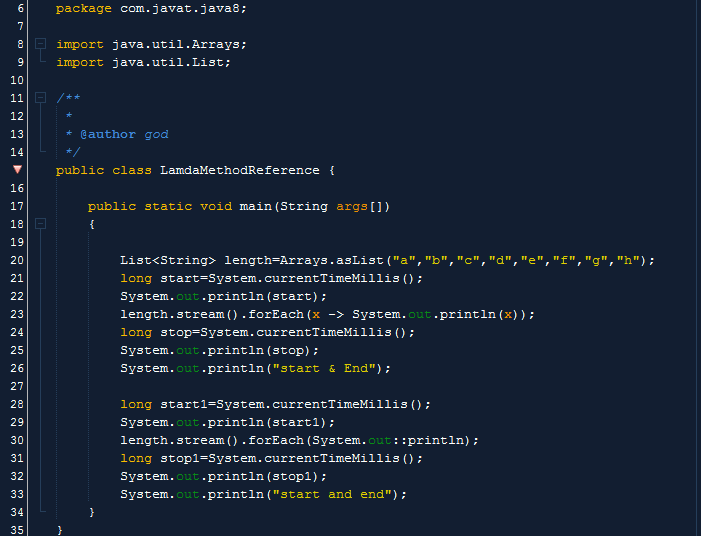 6 package com.javat.java8;
7
8 import java.util.Arrays;
9 import java.util.List;
10
11 /**
12 *
13 * @author god
14 */
public class LamdaMethodReference {
16
17 public static void main(String args[])
18 {
19
20 List<String> length=Arrays.asList("a","b","c","d","e","f","g","h");
21 long start=System.currentTimeMillis();
22 System.out.println(start);
23 length.stream().forEach(x -> System.out.println(x));
24 long stop=System.currentTimeMillis();
25 System.out.println(stop);
26 System.out.println("start & End");
27
28 long start1=System.currentTimeMillis();
29 System.out.println(start1);
30 length.stream().forEach(System.out::println);
31 long stop1=System.currentTimeMillis();
32 System.out.println(stop1);
33 System.out.println("start and end");
34 }
35 }